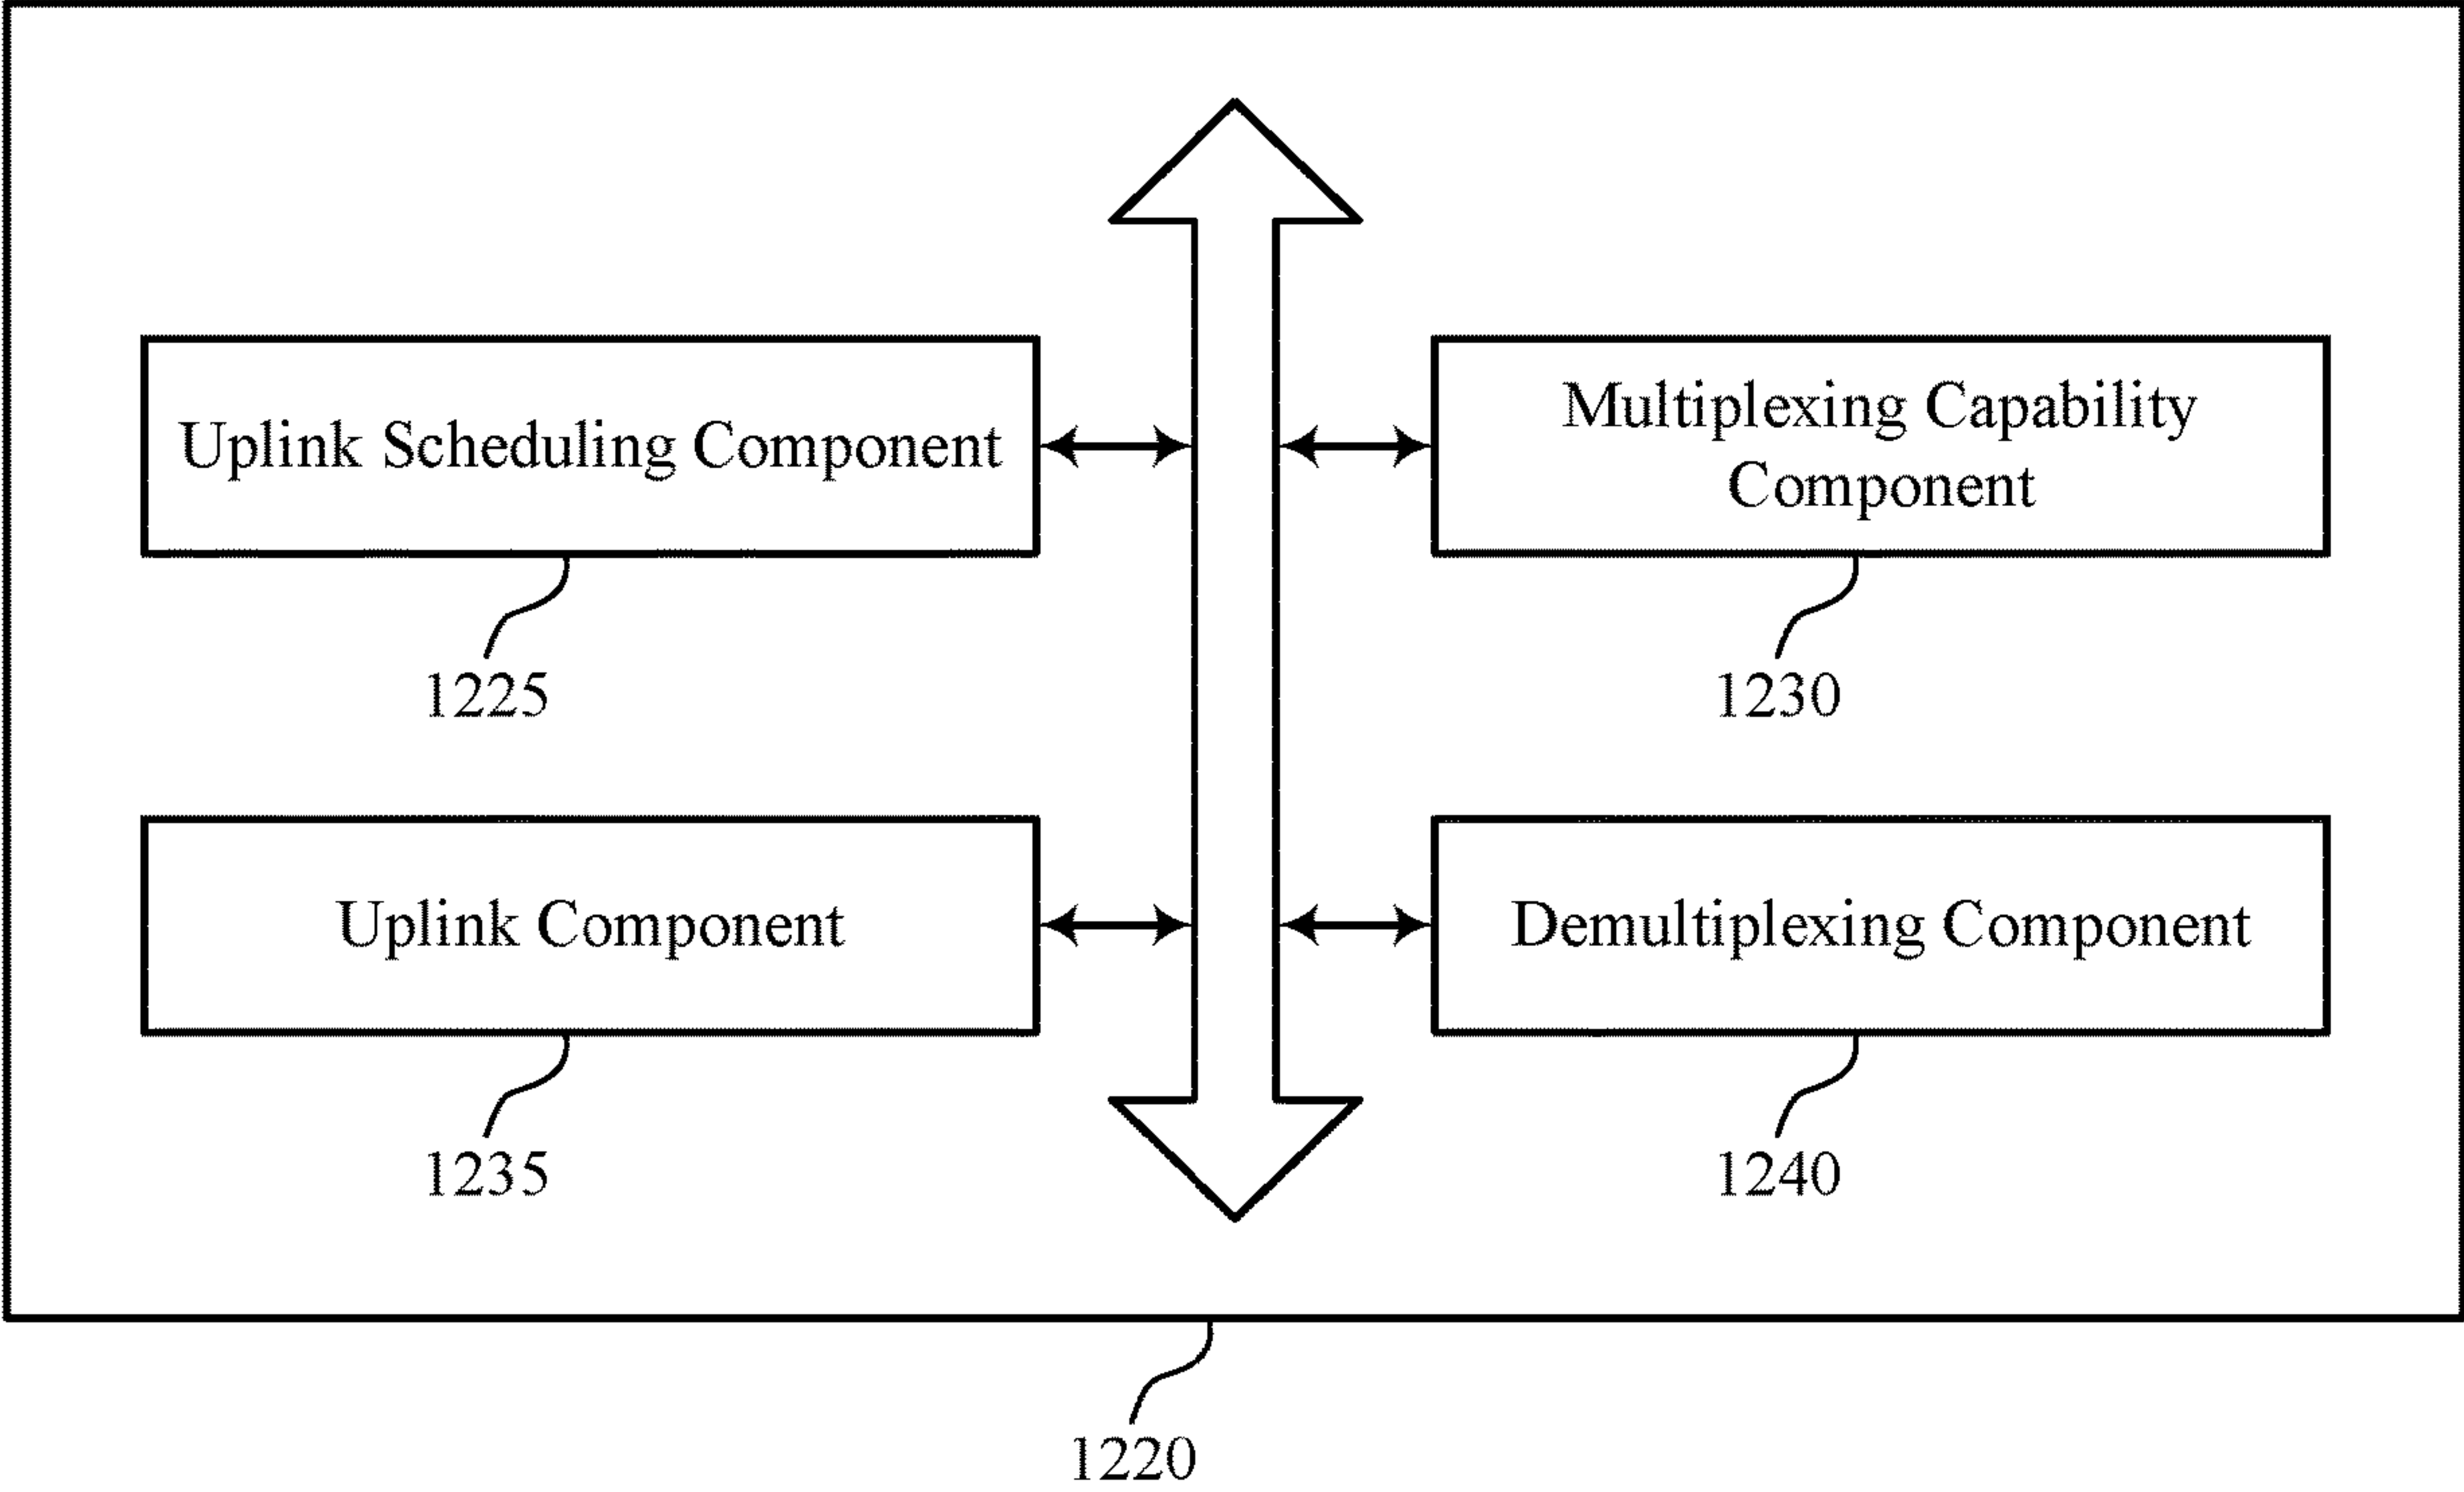 Uplink Scheduling Component
1225
Multiplexing Capability
Component
1230
Uplink Component
1235
Demultiplexing Component
1240
1220